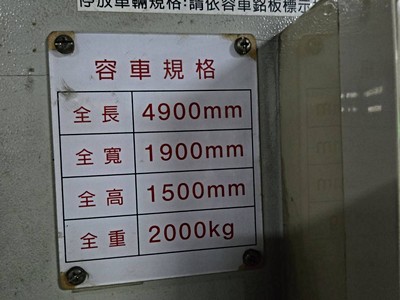 停放車輛規格:請依容車銘板標示
容車規格
全長 4900mm
全寬 1900mm
全高 1500mm
全重 2000kg